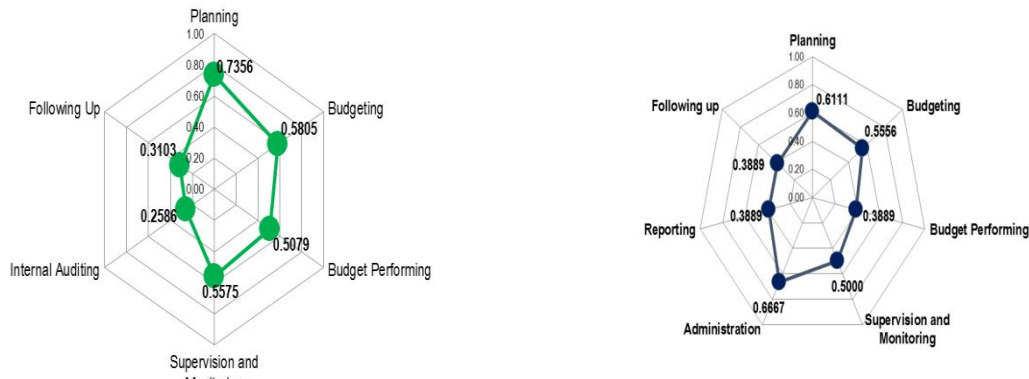 Planning
1.00
0.80
0.7356
0.60
Following Up
Budgeting
0.5805
0.40
0.3103
0.20
0.00
0.2586
0.5079
Internal Auditing
Budget Performing
0.5575
Supervision and
Planning
1.00
0.80
0.6111
Following up
Budgeting
0.60
0.5556
0.40
0.3889
0.20
0.00
0.3889
0.3889
Reporting
Budget Performing
0.5000
0.6667
Administration
Supervision and
Monitoring